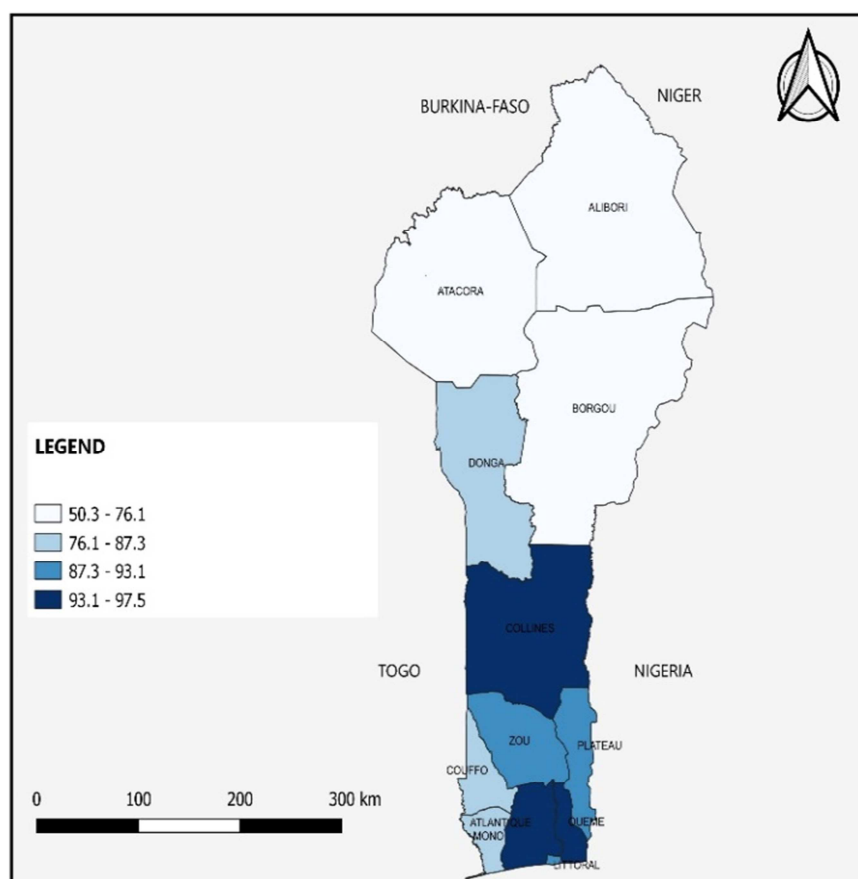 BURKINA-FASO
NIGER
ALIBORI
ATACORA
BORGOU
DONGA
LEGEND
50.3 - 76.1
76.1 - 87.3
87.3 - 93.1
93.1 - 97.5
COLLINES
TOGO
NIGERIA
ZOU
PLATEAU
COUFFO
0 100 200 300 km
ATLANTIQUE
MONO
OUEME
LITTORAL